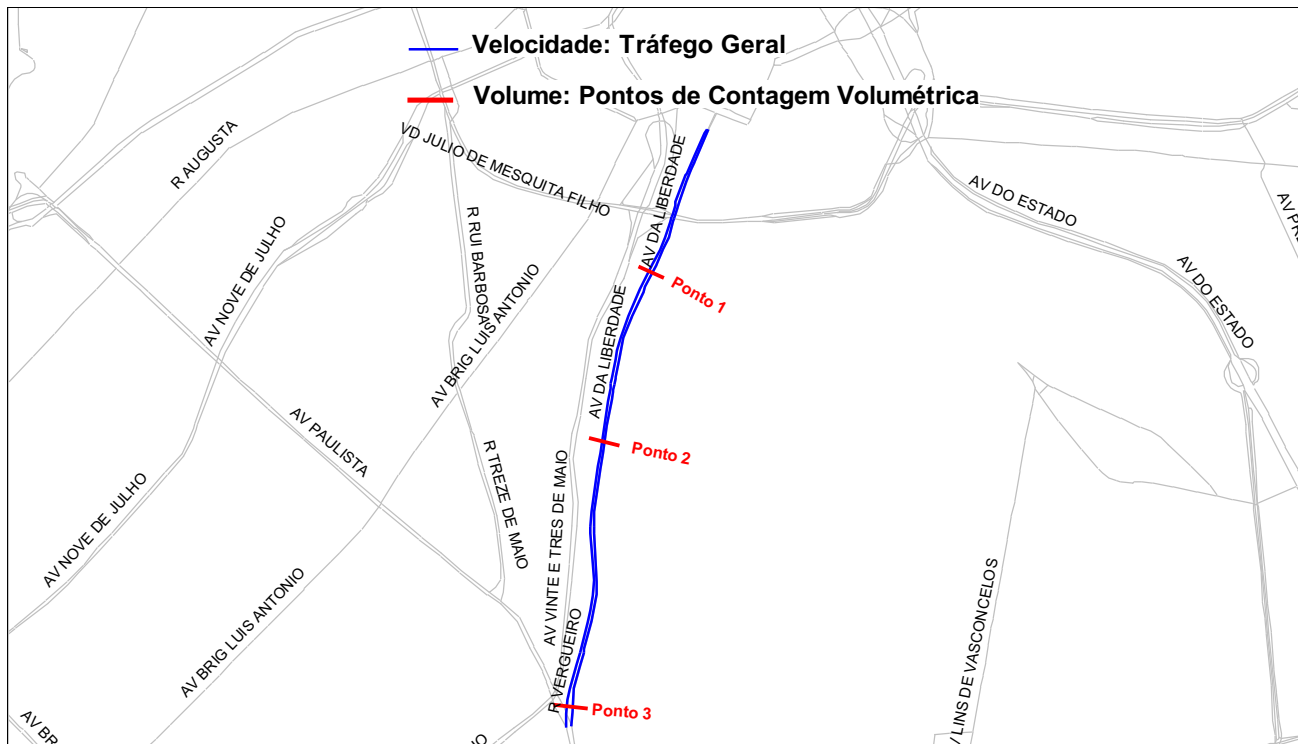 Velocidade: Tráfego Geral
Volume: Pontos de Contagem Volumétrica
R AUGUSTA
VD JULIO DE MESQUITA FILHO
AV DA LIBERDADE
AV DO ESTADO
AV PRE
AV NOVE DE JULHO
R RUI BARBOSA
AV BRIG LUIS ANTONIO
AV DA LIBERDADE
Ponto 1
AV DO ESTADO
AV PAULISTA
R TREZE DE MAIO
Ponto 2
AV NOVE DE JULHO
AV VINTE E TRES DE MAIO
AV BRIG LUIS ANTONIO
R VERGUEIRO
Ponto 3
V LINS DE VASCONCELOS
AV BR